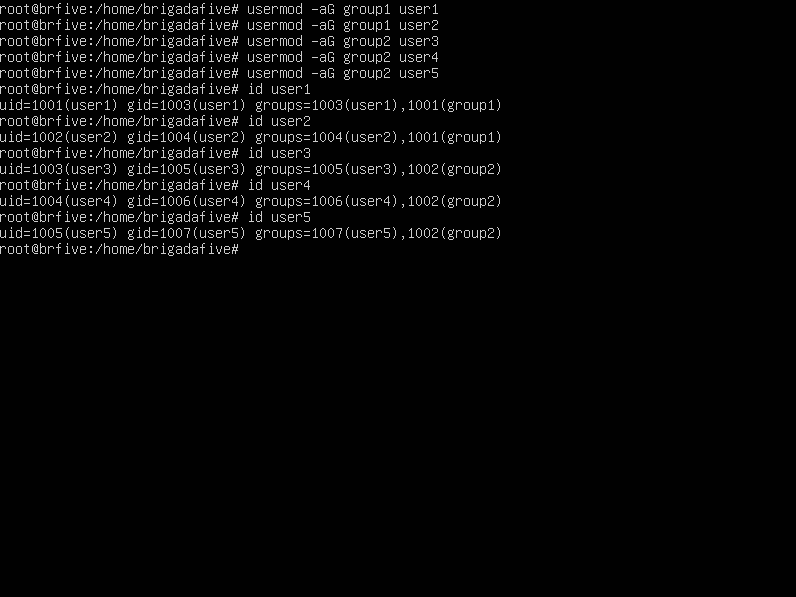 root@brfive:/home/brigadafive# usermod -aG group1 user1
root@brfive:/home/brigadafive# usermod -aG group1 user2
root@brfive:/home/brigadafive# usermod -aG group2 user3
root@brfive:/home/brigadafive# usermod -aG group2 user4
root@brfive:/home/brigadafive# usermod -aG group2 user5
root@brfive:/home/brigadafive# id user1
uid=1001(user1) gid=1003(user1) groups=1003(user1),1001(group1)
root@brfive:/home/brigadafive# id user2
uid=1002(user2) gid=1004(user2) groups=1004(user2),1001(group1)
root@brfive:/home/brigadafive# id user3
uid=1003(user3) gid=1005(user3) groups=1005(user3),1002(group2)
root@brfive:/home/brigadafive# id user4
uid=1004(user4) gid=1006(user4) groups=1006(user4),1002(group2)
root@brfive:/home/brigadafive# id user5
uid=1005(user5) gid=1007(user5) groups=1007(user5),1002(group2)
root@brfive:/home/brigadafive#